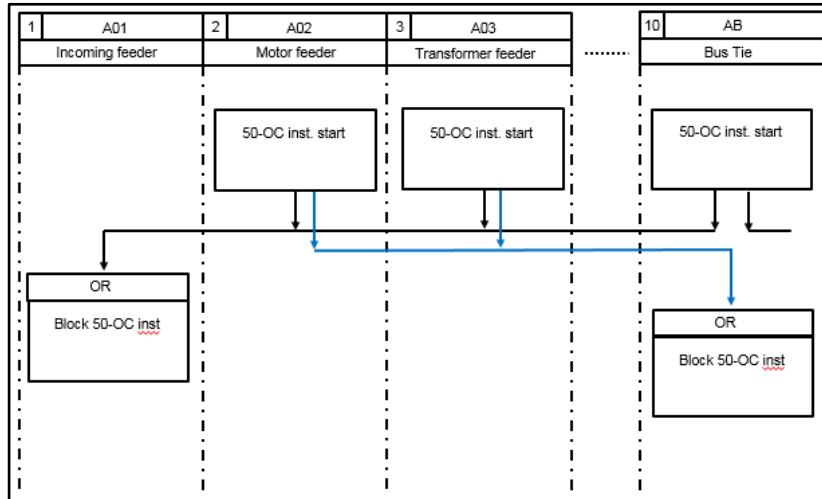 1 A01 2 A02 3 A03 10 AB
Incoming feeder Motor feeder Transformer feeder ........ Bus Tie
50-OC inst. start 50-OC inst. start 50-OC inst. start
OR
Block 50-OC inst
OR
Block 50-OC inst